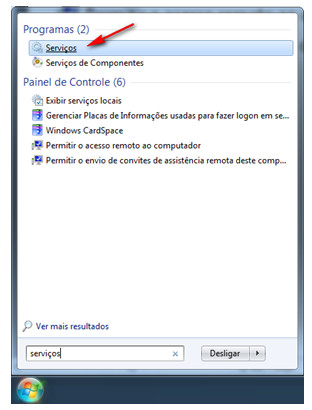 Programas (2)
Serviços
Serviços de Componentes
Painel de Controle (6)
Exibir serviços locais
Gerenciar Placas de Informações usadas para fazer logon em se...
Windows CardSpace
Permitir o acesso remoto ao computador
Permitir o envio de convites de assistência remota deste comp...
Ver mais resultados
serviços
Desligar